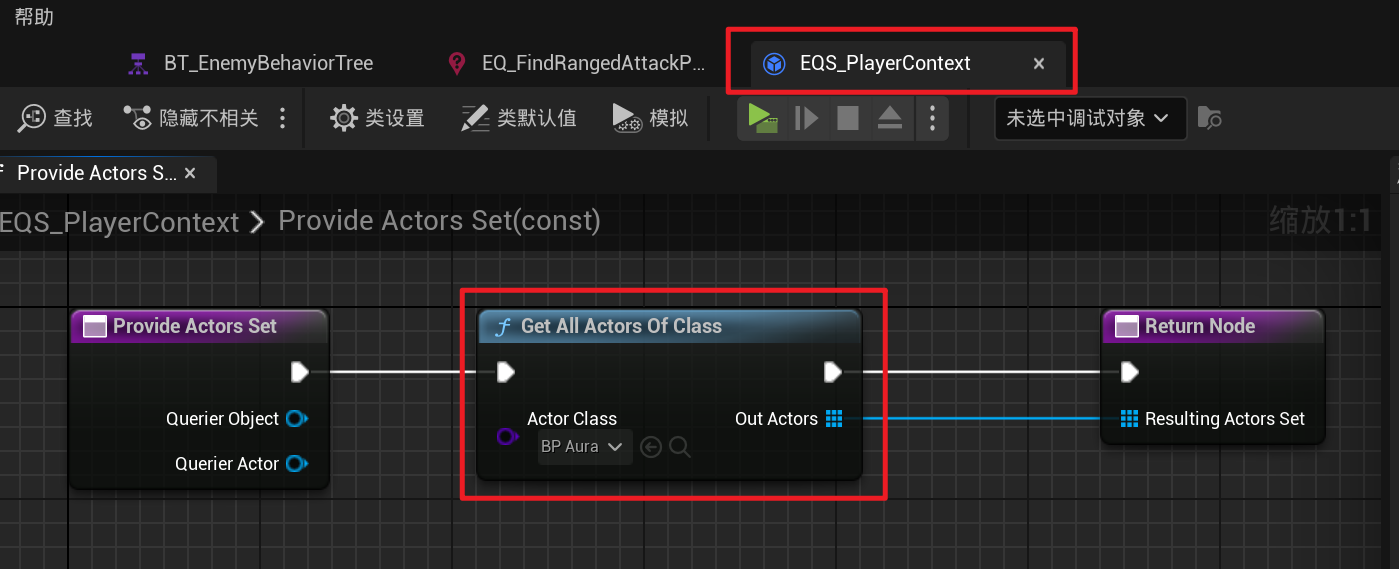 帮助
BT_EnemyBehaviorTree
EQ_FindRangedAttackP...
EQS_PlayerContext
查找
隐藏不相关
类设置
类默认值
模拟
未选中调试对象
Provide Actors S...
EQS_PlayerContext
Provide Actors Set(const)
缩放1:1
Provide Actors Set
Querier Object
Querier Actor
Get All Actors Of Class
Actor Class
BP Aura
Out Actors
Return Node
Resulting Actors Set